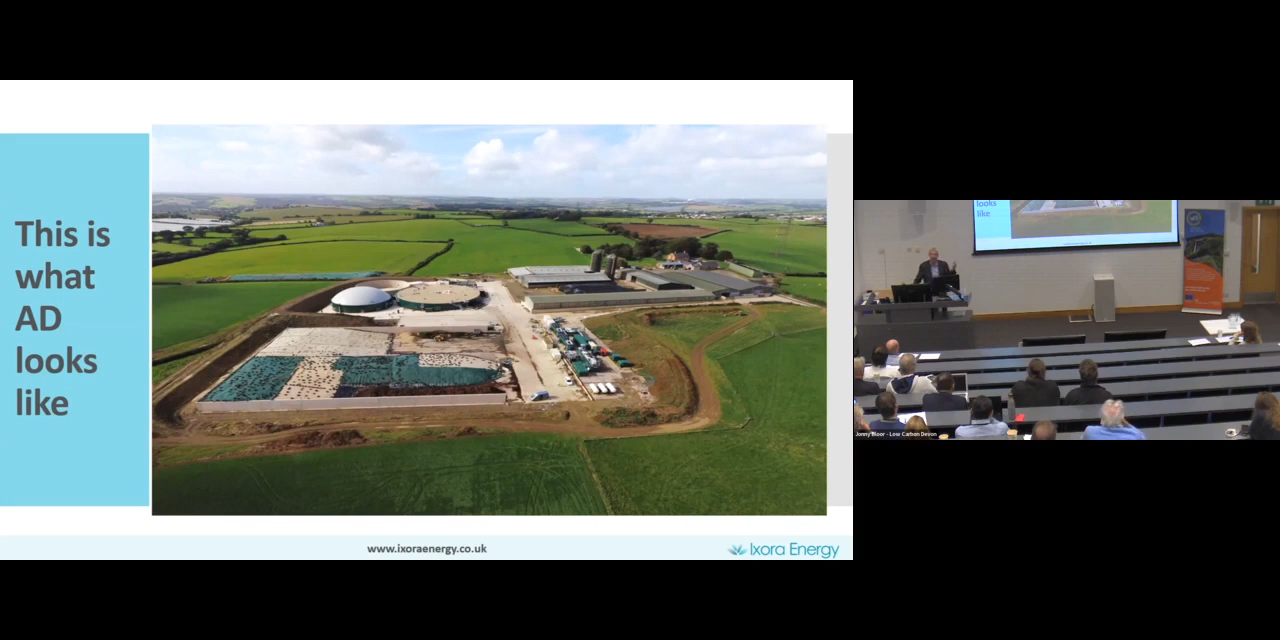 This is
what
AD
looks
like
www.ixoraenergy.co.uk
Ixora Energy
looks
like
Jonny Bloor - Low Carbon Devon